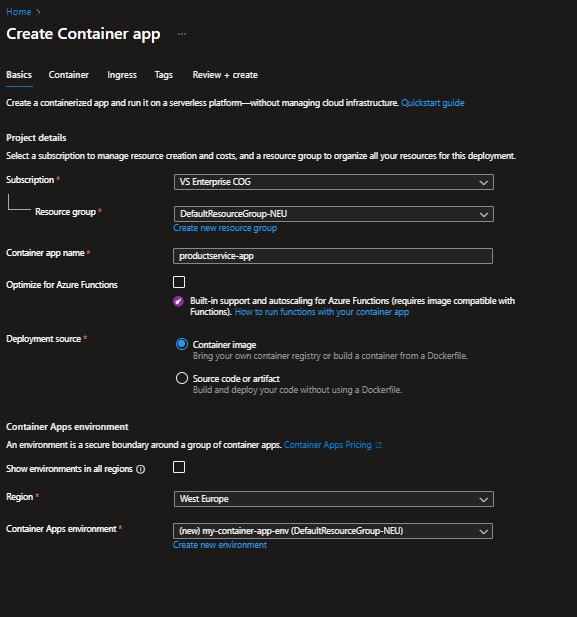 Home >
Create Container app ...
Basics Container Ingress Tags Review + create
Create a containerized app and run it on a serverless platform—without managing cloud infrastructure. Quickstart guide
Project details
Select a subscription to manage resource creation and costs, and a resource group to organize all your resources for this deployment.
Subscription * VS Enterprise COG
Resource group * DefaultResourceGroup-NEU
Create new resource group
Container app name * productservice-app
Optimize for Azure Functions
Built-in support and autoscaling for Azure Functions (requires image compatible with
Functions). How to run functions with your container app
Deployment source * Container image
Bring your own container registry or build a container from a Dockerfile.
Source code or artifact
Build and deploy your code without using a Dockerfile.
Container Apps environment
An environment is a secure boundary around a group of container apps. Container Apps Pricing
Show environments in all regions
Region * West Europe
Container Apps environment * (new) my-container-app-env (DefaultResourceGroup-NEU)
Create new environment